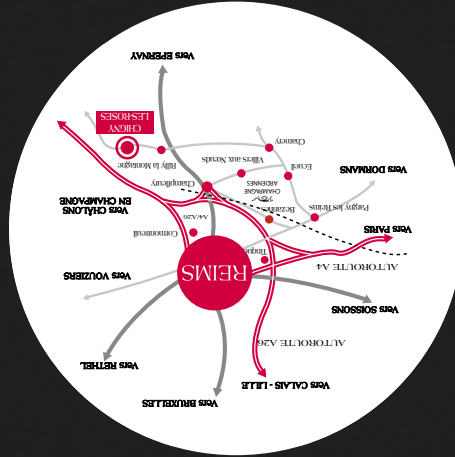 Vers BRUXELLES
Vers CALAIS - LILLE
Vers RETHEL
AUTOROUTE A26
Vers SOISSONS
Vers VOUZIERS
REIMS
AUTOROUTE A4
Cormontreuil
Vers PARIS
A4/A26
Bezannes
Pargny les Reims
Vers CHÂLONS
EN CHAMPAGNE
CHAMPAGNE
ARDENNES
Champfleury
Vers DORMANS
Ecueil
Villers aux Nœuds
Rilly la Montagne
Chamery
CHIGNY
LES-ROSES
Vers EPERNAY